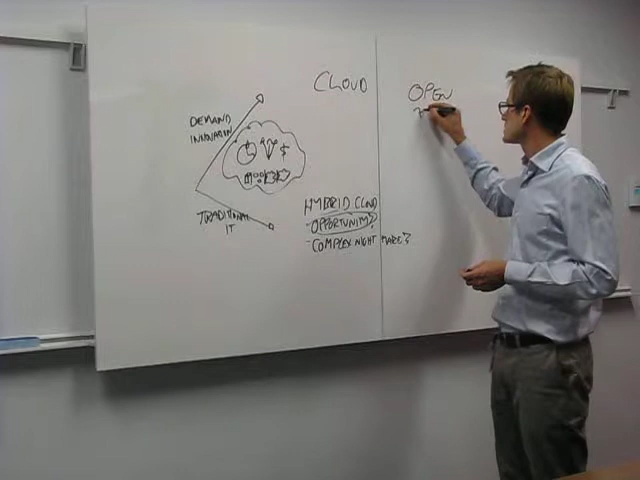 CLOUD
OPEN
DEMAND
INNOVATION
$
TRADITIONAL
IT
HYBRID CLOUD
- OPPORTUNITY?
- COMPLEX NIGHTMARE?